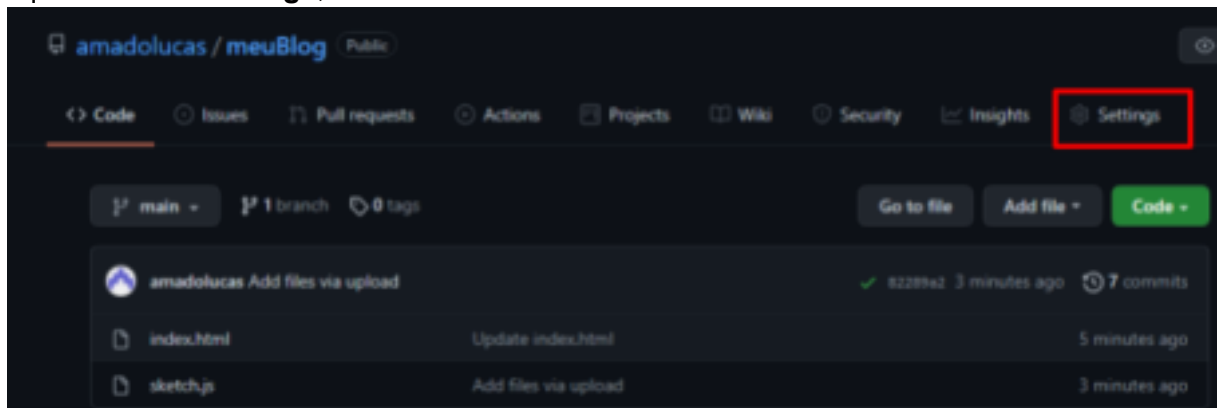 amadolucas / meuBlog Public
<> Code Issues Pull requests Actions Projects Wiki Security Insights Settings
main 1 branch 0 tags Go to file Add file Code
amadolucas Add files via upload 3 minutes ago 7 commits
index.html Update index.html 5 minutes ago
sketch.js Add files via upload 3 minutes ago